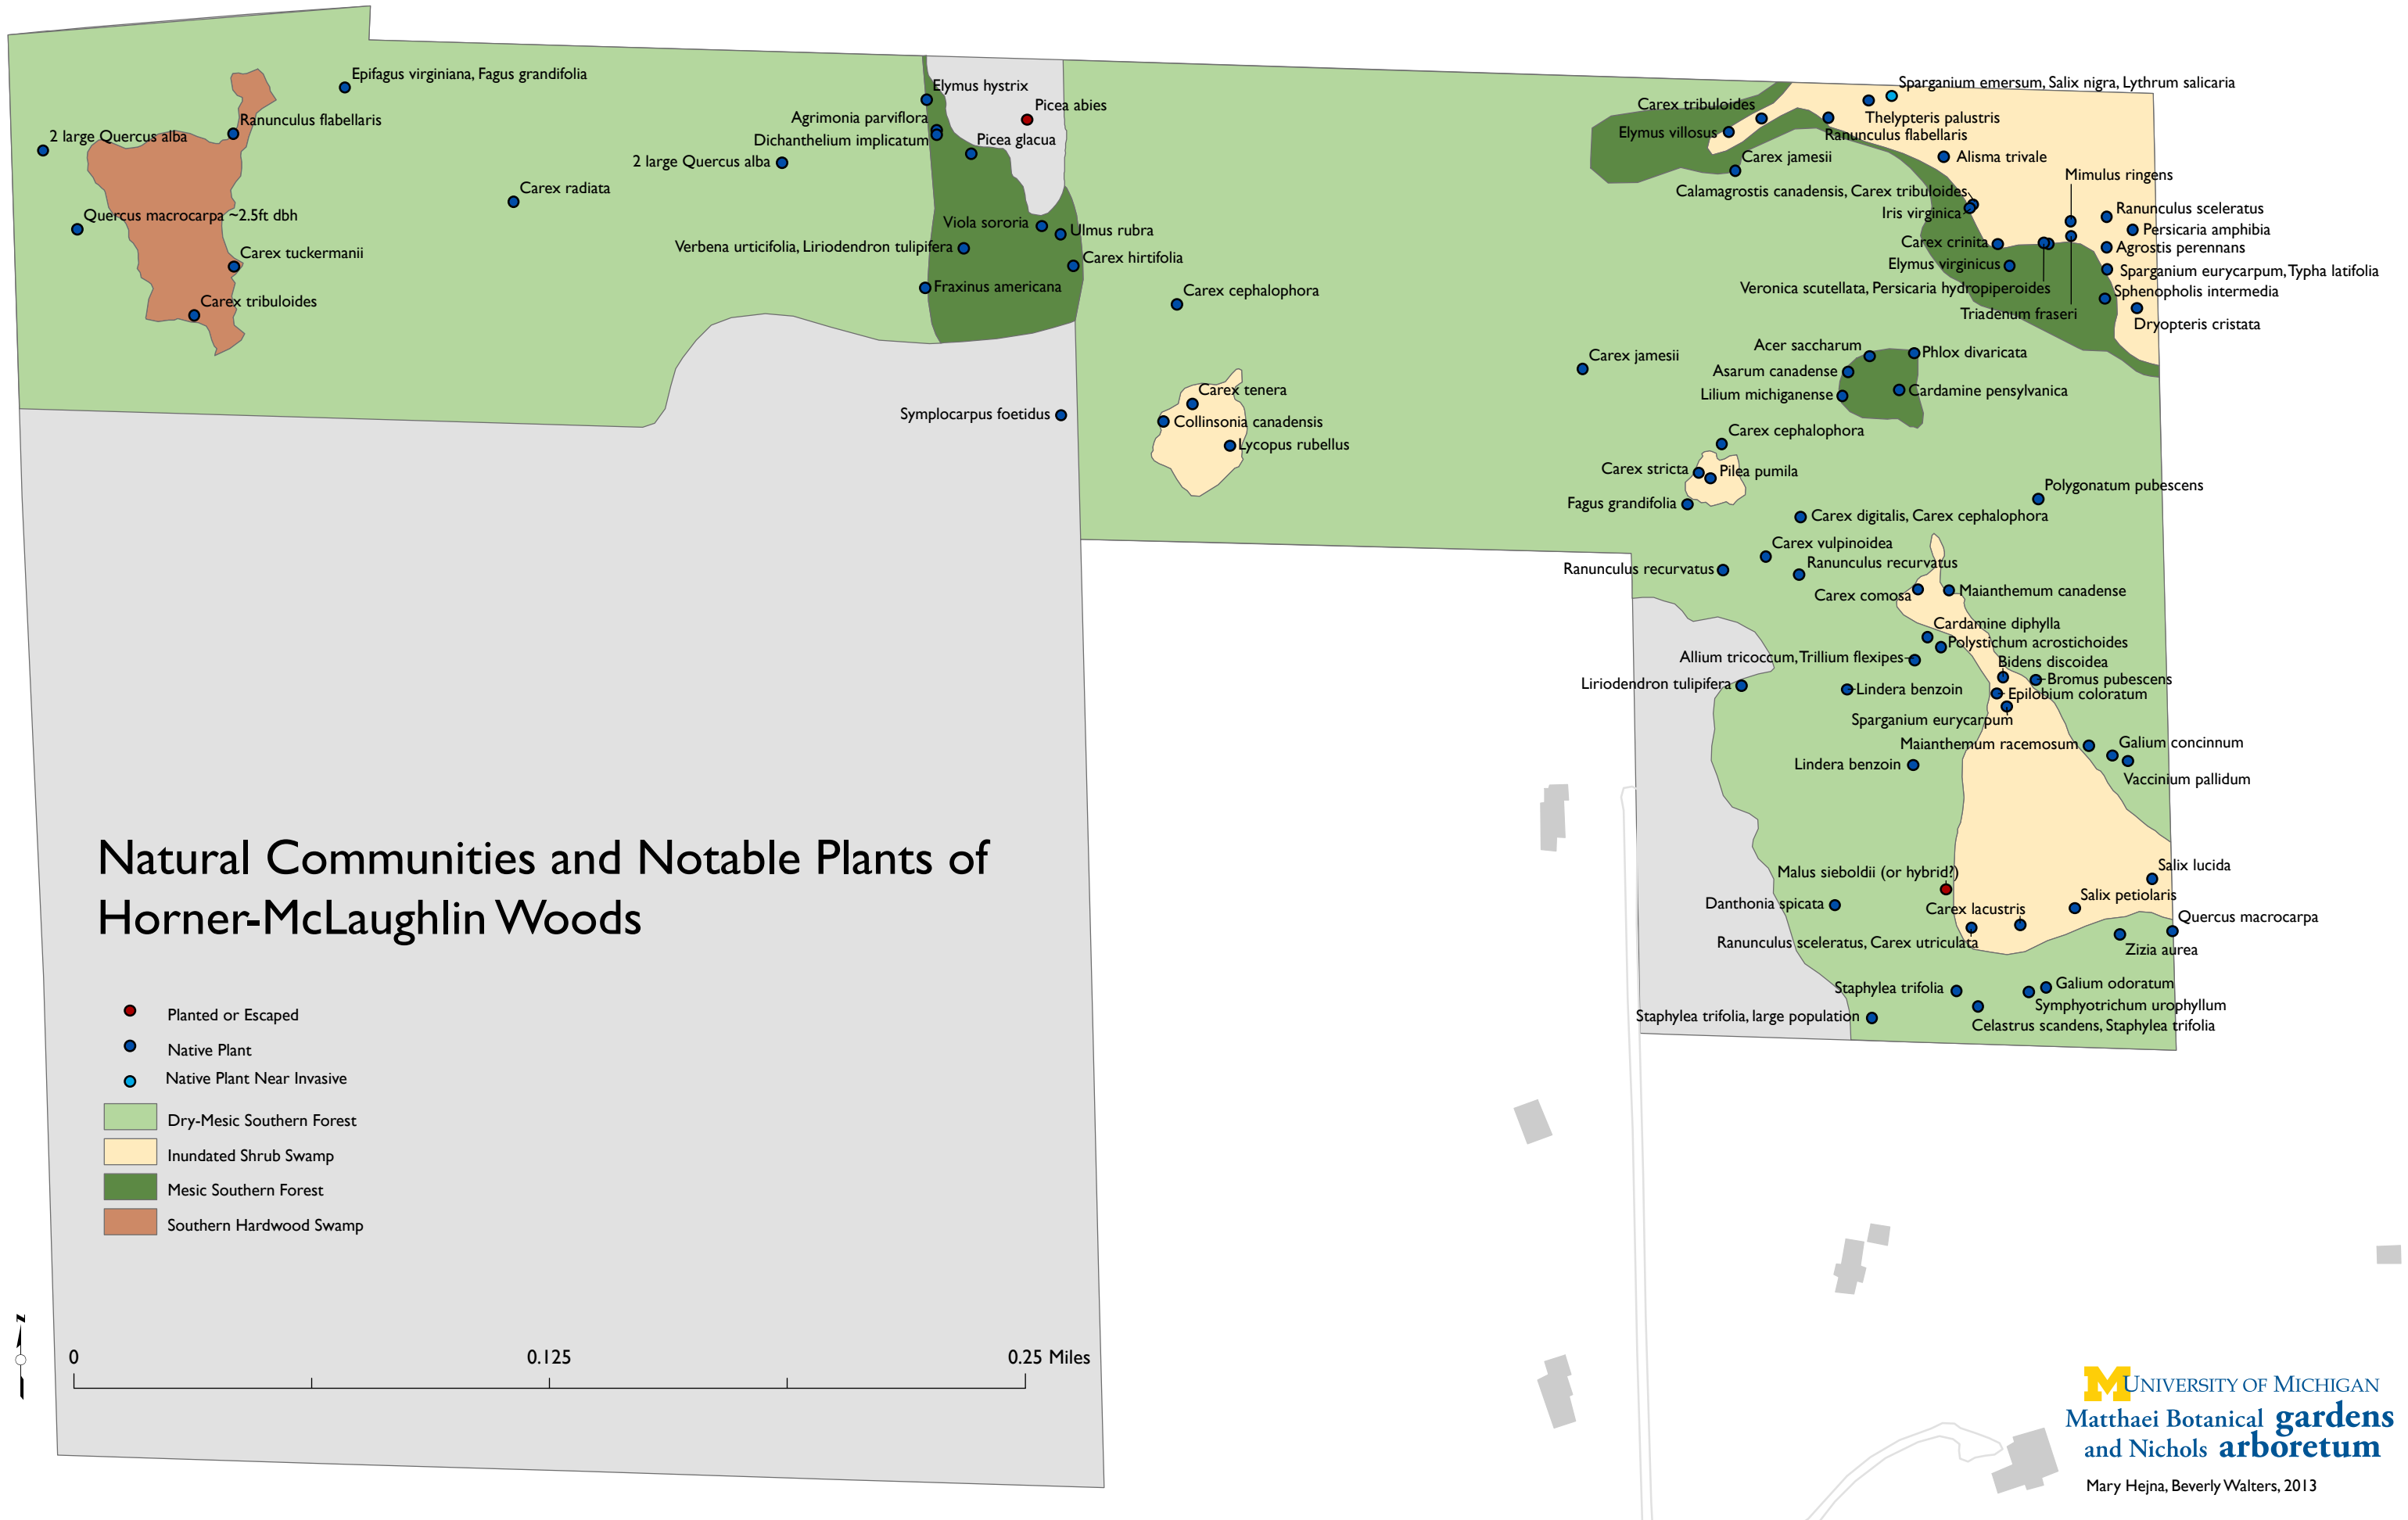 Epifagus virginiana, Fagus grandifolia
Ranunculus flabellaris
2 large Quercus alba
Quercus macrocarpa ~2.5ft dbh
Carex tuckermanii
Carex tribuloides
Carex radiata
2 large Quercus alba
Elymus hystrix
Picea abies
Agrimonia parviflora
Dichanthelium implicatum
Picea glacua
Viola sororia
Ulmus rubra
Verbena urticifolia, Liriodendron tulipifera
Carex hirtifolia
Fraxinus americana
Carex cephalophora
Symplocarpus foetidus
Carex tenera
Collinsonia canadensis
Lycopus rubellus
Sparganium emersum, Salix nigra, Lythrum salicaria
Carex tribuloides
Thelypteris palustris
Elymus villosus
Ranunculus flabellaris
Carex jamesii
Alisma trivale
Mimulus ringens
Calamagrostis canadensis, Carex tribuloides
Iris virginica
Ranunculus sceleratus
Persicaria amphibia
Carex crinita
Agrostis perennans
Elymus virginicus
Sparganium eurycarpum, Typha latifolia
Veronica scutellata, Persicaria hydropiperoides
Sphenopholis intermedia
Triadenum fraseri
Dryopteris cristata
Carex jamesii
Acer saccharum
Phlox divaricata
Asarum canadense
Lilium michiganense
Cardamine pensylvanica
Carex cephalophora
Carex stricta
Pilea pumila
Fagus grandifolia
Polygonatum pubescens
Carex digitalis, Carex cephalophora
Carex vulpinoidea
Ranunculus recurvatus
Ranunculus recurvatus
Carex comosa
Maianthemum canadense
Cardamine diphylla
Polystichum acrostichoides
Allium tricoccum, Trillium flexipes
Bidens discoidea
Liriodendron tulipifera
Lindera benzoin
Bromus pubescens
Epilobium coloratum
Sparganium eurycarpum
Maianthemum racemosum
Galium concinnum
Lindera benzoin
Vaccinium pallidum
Malus sieboldii (or hybrid?)
Salix lucida
Salix petiolaris
Danthonia spicata
Carex lacustris
Quercus macrocarpa
Ranunculus sceleratus, Carex utriculata
Zizia aurea
Staphylea trifolia
Galium odoratum
Symphyotrichum urophyllum
Staphylea trifolia, large population
Celastrus scandens, Staphylea trifolia
Natural Communities and Notable Plants of
Horner-McLaughlin Woods
Planted or Escaped
Native Plant
Native Plant Near Invasive
Dry-Mesic Southern Forest
Inundated Shrub Swamp
Mesic Southern Forest
Southern Hardwood Swamp
N
0 0.125 0.25 Miles
M UNIVERSITY OF MICHIGAN
Matthaei Botanical gardens
and Nichols arboretum
Mary Hejna, Beverly Walters, 2013